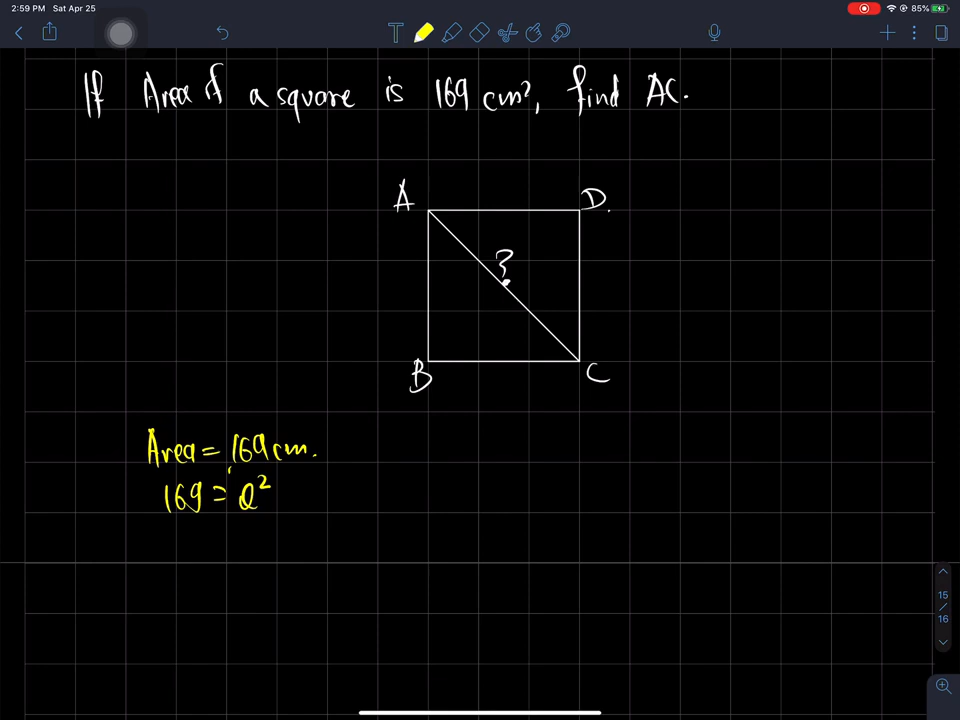 2:59 PM Sat Apr 25 85%
T
If Area of a square is 169 cm², find AC.
A D.
?
B C
Area = 169 cm.
169 = l²
15
/
16